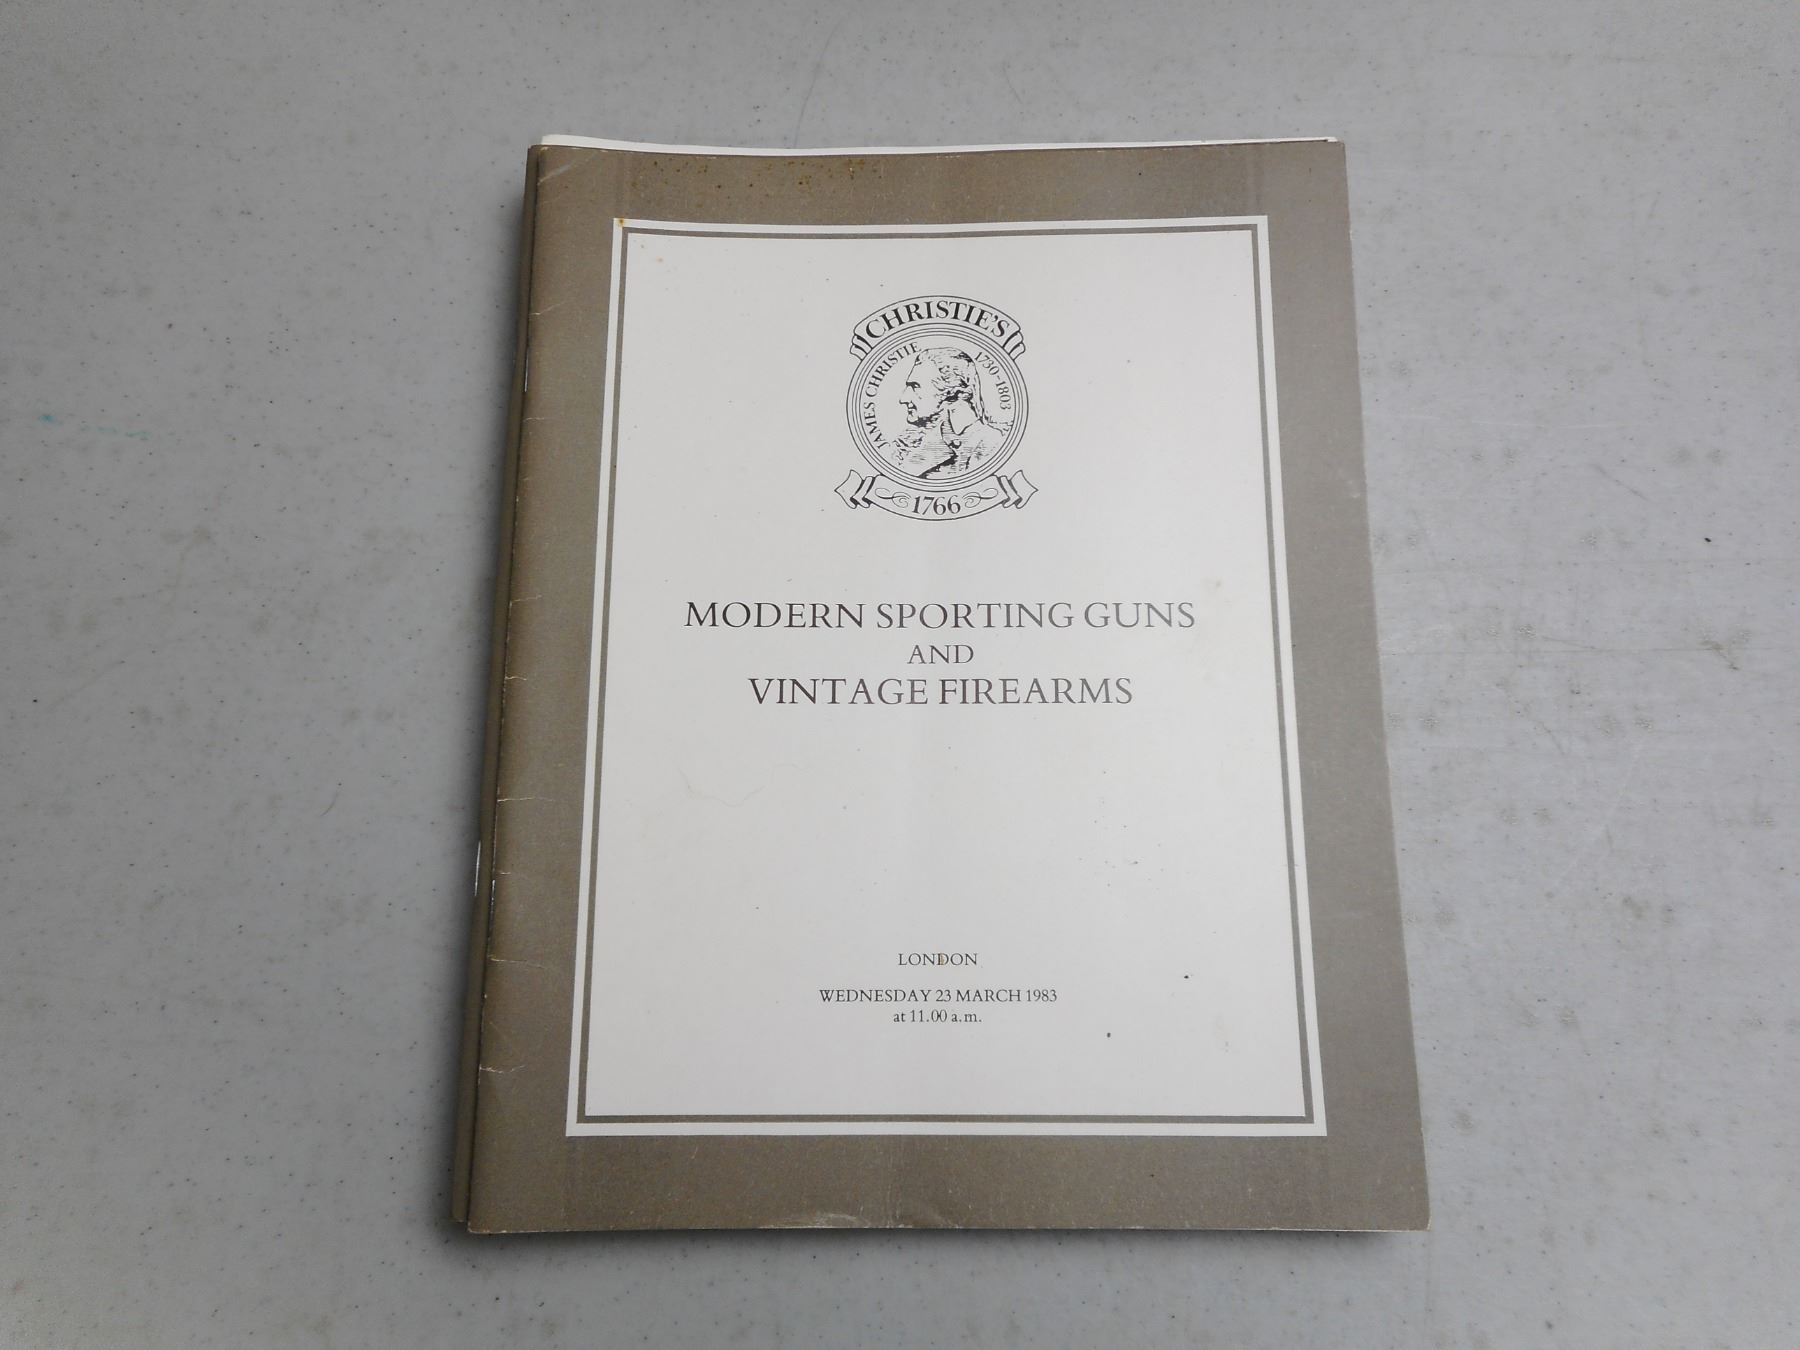 CHRISTIE'S
JAMES CHRISTIE 1730-1803
1766
MODERN SPORTING GUNS
AND
VINTAGE FIREARMS
LONDON
WEDNESDAY 23 MARCH 1983
at 11.00 a.m.